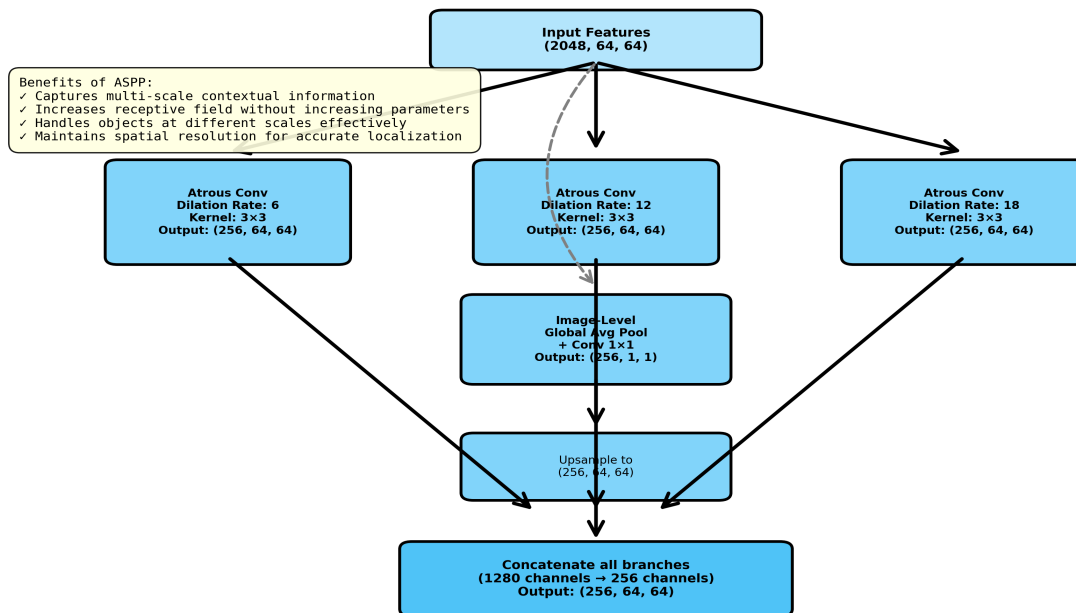 Input Features
(2048, 64, 64)
Benefits of ASPP:
✓ Captures multi-scale contextual information
✓ Increases receptive field without increasing parameters
✓ Handles objects at different scales effectively
✓ Maintains spatial resolution for accurate localization
Atrous Conv
Dilation Rate: 6
Kernel: 3×3
Output: (256, 64, 64)
Atrous Conv
Dilation Rate: 12
Kernel: 3×3
Output: (256, 64, 64)
Atrous Conv
Dilation Rate: 18
Kernel: 3×3
Output: (256, 64, 64)
Image-Level
Global Avg Pool
+ Conv 1×1
Output: (256, 1, 1)
Upsample to
(256, 64, 64)
Concatenate all branches
(1280 channels → 256 channels)
Output: (256, 64, 64)